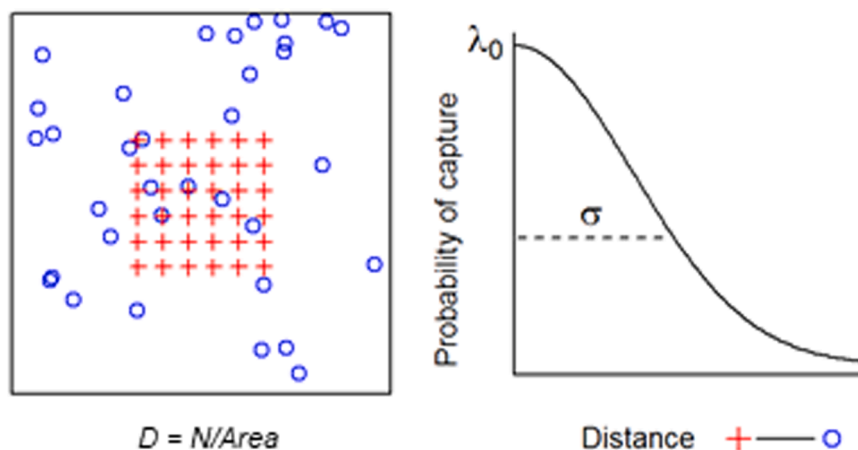 λ0
Probability of capture
σ
D = N/Area
Distance